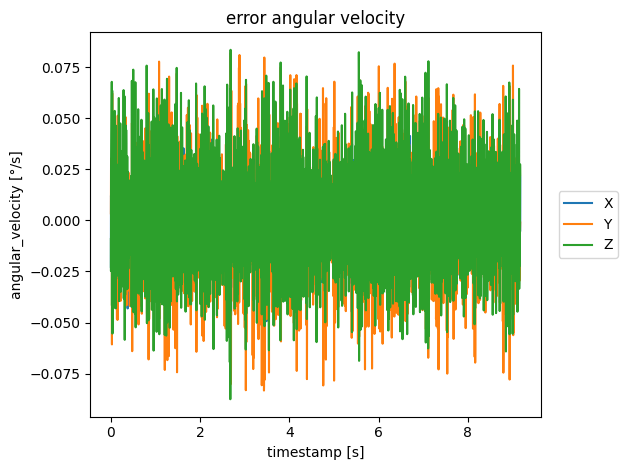 error angular velocity
angular_velocity [°/s]
0.075
0.050
0.025
0.000
−0.025
−0.050
−0.075
0 2 4 6 8
timestamp [s]
X
Y
Z